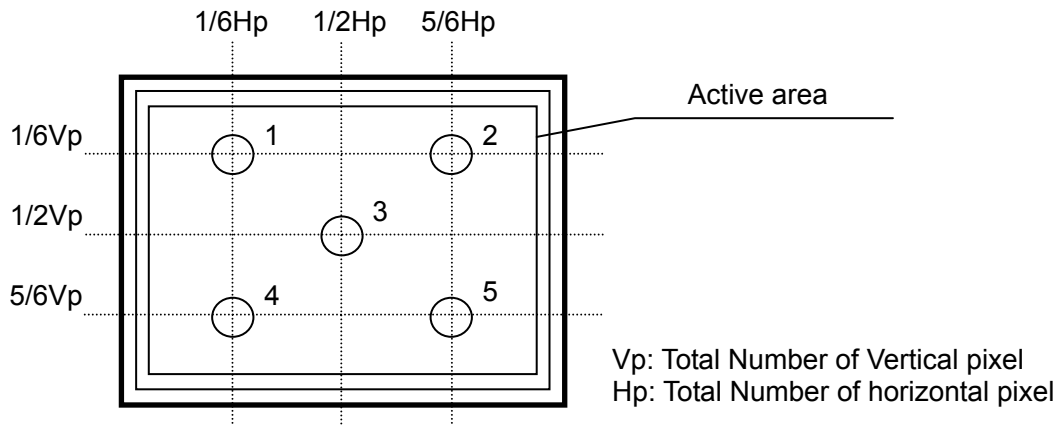 1/6Hp 1/2Hp 5/6Hp
Active area
1/6Vp
1 2
1/2Vp
3
5/6Vp
4 5
Vp: Total Number of Vertical pixel
Hp: Total Number of horizontal pixel